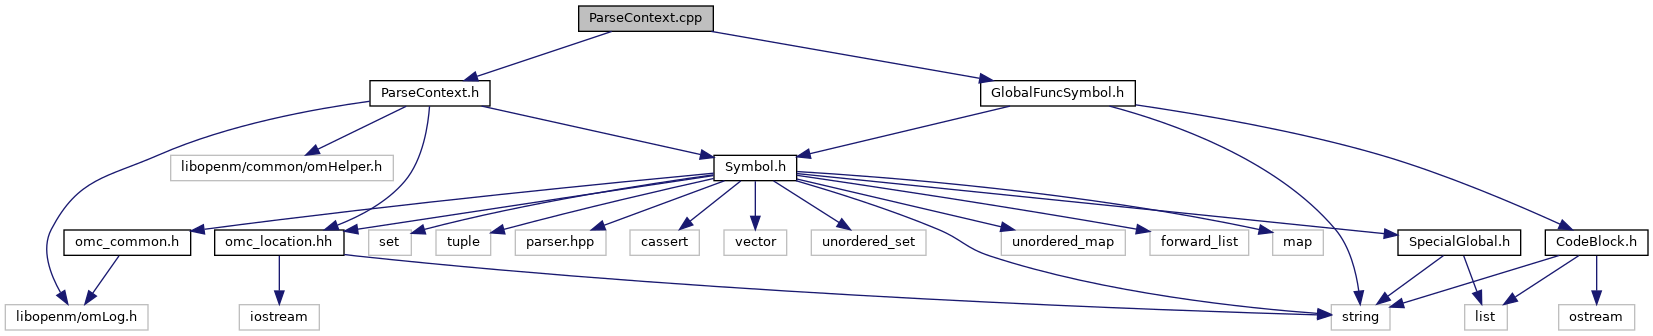 ParseContext.cpp
ParseContext.h
GlobalFuncSymbol.h
libopenm/common/omHelper.h
Symbol.h
omc_common.h
omc_location.hh
set
tuple
parser.hpp
cassert
vector
unordered_set
unordered_map
forward_list
map
SpecialGlobal.h
CodeBlock.h
libopenm/omLog.h
iostream
string
list
ostream